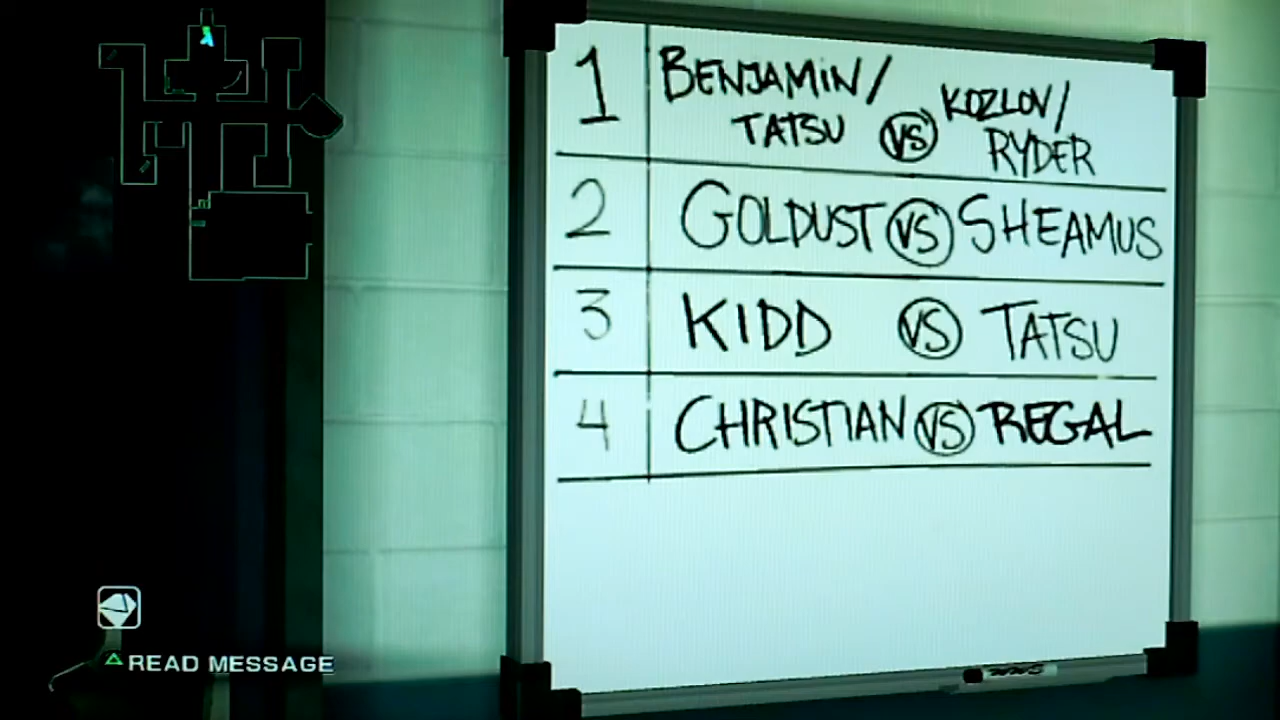 1 BENJAMIN/ TATSU VS KOZLOV/ RYDER
2 GOLDUST VS SHEAMUS
3 KIDD VS TATSU
4 CHRISTIAN VS REGAL
READ MESSAGE